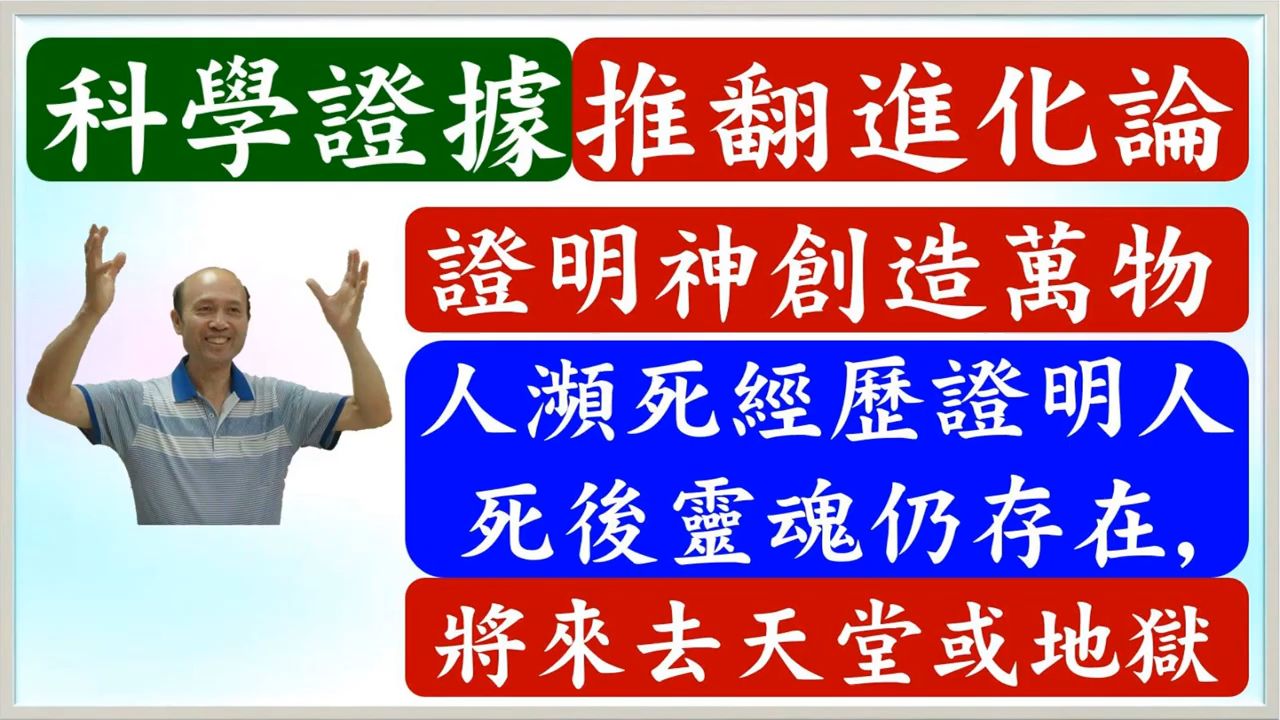 科學證據推翻進化論
證明神創造萬物
人瀕死經歷證明人
死後靈魂仍存在,
將來去天堂或地獄